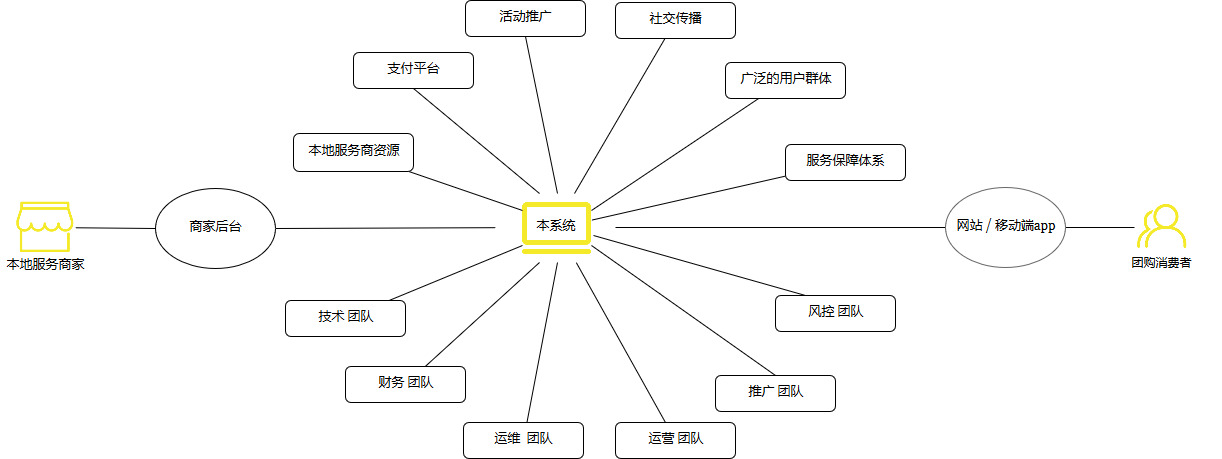 活动推广
社交传播
支付平台
广泛的用户群体
本地服务商资源
服务保障体系
商家后台
本系统
网站 / 移动端app
本地服务商家
团购消费者
技术 团队
风控 团队
财务 团队
推广 团队
运维 团队
运营 团队